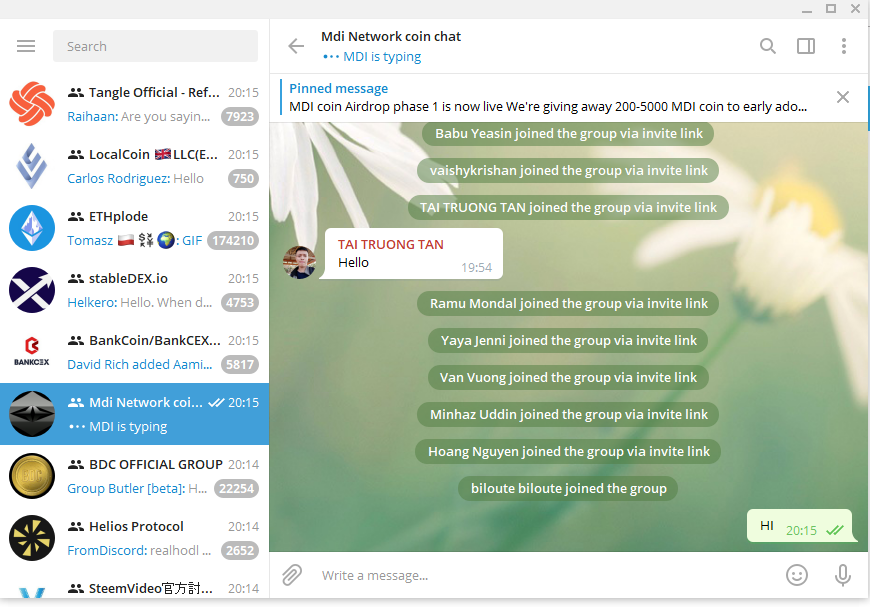 Search
Tangle Official - Ref... 20:15
Raihaan: Are you sayin... 7923
LocalCoin 🇬🇧LLC(E... 20:15
Carlos Rodriguez: Hello 750
ETHplode 20:15
Tomasz 🇵🇱 💱 🌍: GIF 174210
stableDEX.io 20:15
Helkero: Hello. When d... 4753
BANKCEX
BankCoin/BankCEX... 20:15
David Rich added Aami... 5817
Mdi Network coi... 20:15
MDI is typing
BDC OFFICIAL GROUP 20:14
Group Butler [beta]: H... 22254
Helios Protocol 20:14
FromDiscord: realhodl ... 2652
SteemVideo官方討... 20:14
Mdi Network coin chat
MDI is typing
Pinned message
MDI coin Airdrop phase 1 is now live We're giving away 200-5000 MDI coin to early ado...
Babu Yeasin joined the group via invite link
vaishykrishan joined the group via invite link
TAI TRUONG TAN joined the group via invite link
TAI TRUONG TAN
Hello 19:54
Ramu Mondal joined the group via invite link
Yaya Jenni joined the group via invite link
Van Vuong joined the group via invite link
Minhaz Uddin joined the group via invite link
Hoang Nguyen joined the group via invite link
biloute biloute joined the group
HI 20:15
Write a message...